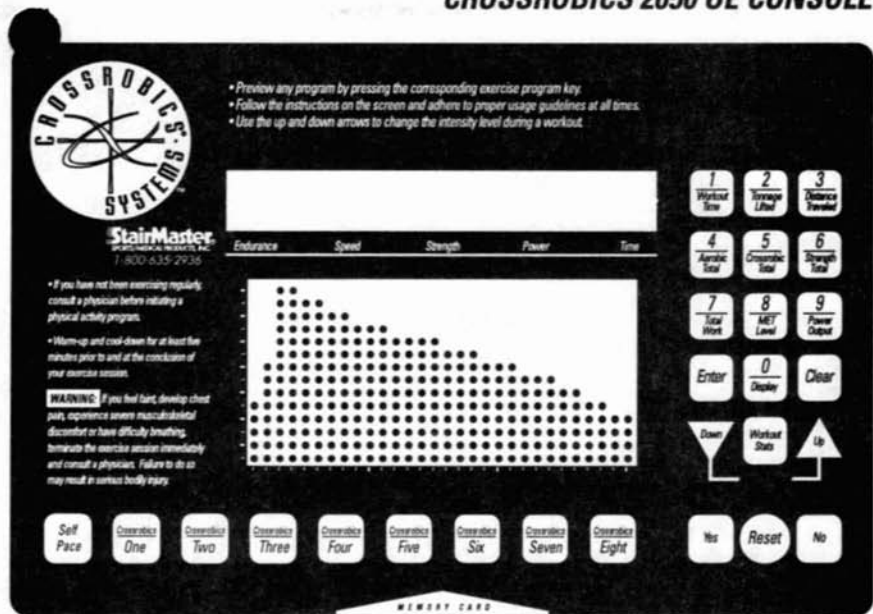 CROSSROBICS 2650 UE CONSOLE
CROSSROBICS® SYSTEMS™
StairMaster®
SPORTS/MEDICAL PRODUCTS, INC.
1-800-635-2936
• Preview any program by pressing the corresponding exercise program key.
• Follow the instructions on the screen and adhere to proper usage guidelines at all times.
• Use the up and down arrows to change the intensity level during a workout.
Endurance Speed Strength Power Time
• If you have not been exercising regularly,
consult a physician before initiating a
physical activity program.
• Warm-up and cool-down for at least five
minutes prior to and at the conclusion of
your exercise session.
WARNING: If you feel faint, develop chest
pain, experience severe musculoskeletal
discomfort or have difficulty breathing,
terminate the exercise session immediately
and consult a physician. Failure to do so
may result in serious bodily injury.
1 Workout Time
2 Tonnage Lifted
3 Distance Traveled
4 Aerobic Total
5 Crossrobic Total
6 Strength Total
7 Total Work
8 MET Level
9 Power Output
Enter
0 Display
Clear
Down
Workout Stats
Up
Self Pace
Crossrobics One
Crossrobics Two
Crossrobics Three
Crossrobics Four
Crossrobics Five
Crossrobics Six
Crossrobics Seven
Crossrobics Eight
Yes
Reset
No
MEMORY CARD